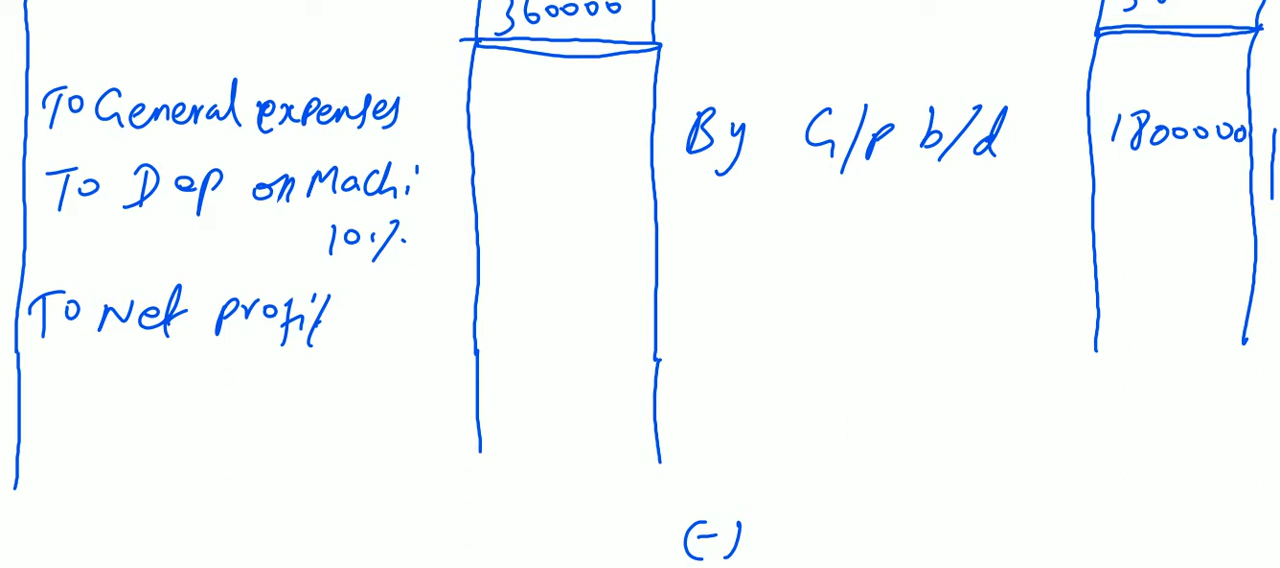 360000
To General expenses
By G/p b/d 1800000
To Dep on Machi
10%
To Net profit
(-)